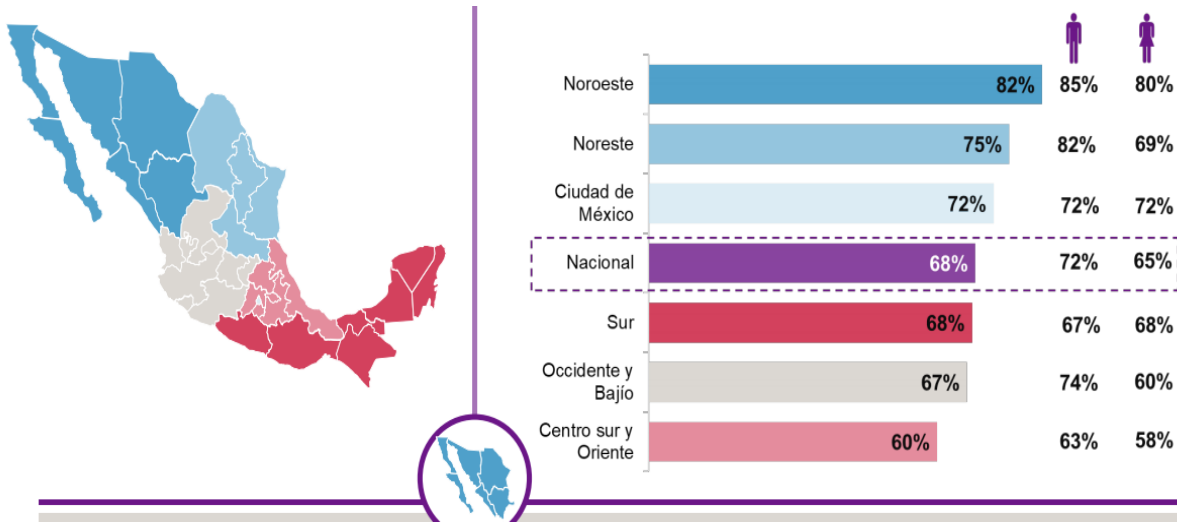 Noroeste 82% 85% 80%
Noreste 75% 82% 69%
Ciudad de
México 72% 72% 72%
Nacional 68% 72% 65%
Sur 68% 67% 68%
Occidente y
Bajío 67% 74% 60%
Centro sur y
Oriente 60% 63% 58%